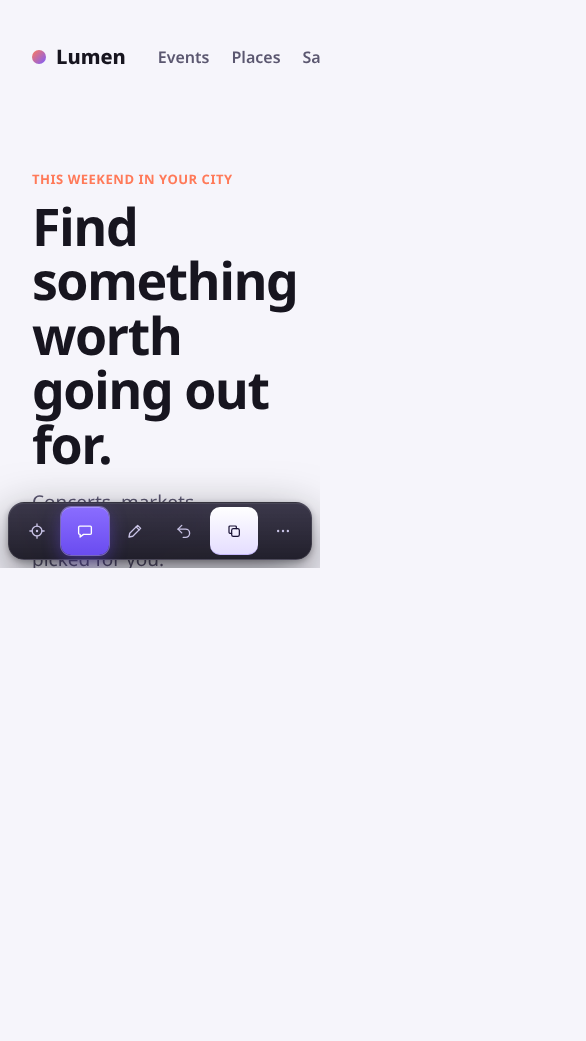 Lumen Events Places Sa
THIS WEEKEND IN YOUR CITY
Find
something
worth
going out
for.
Concerts, markets
picked for you.